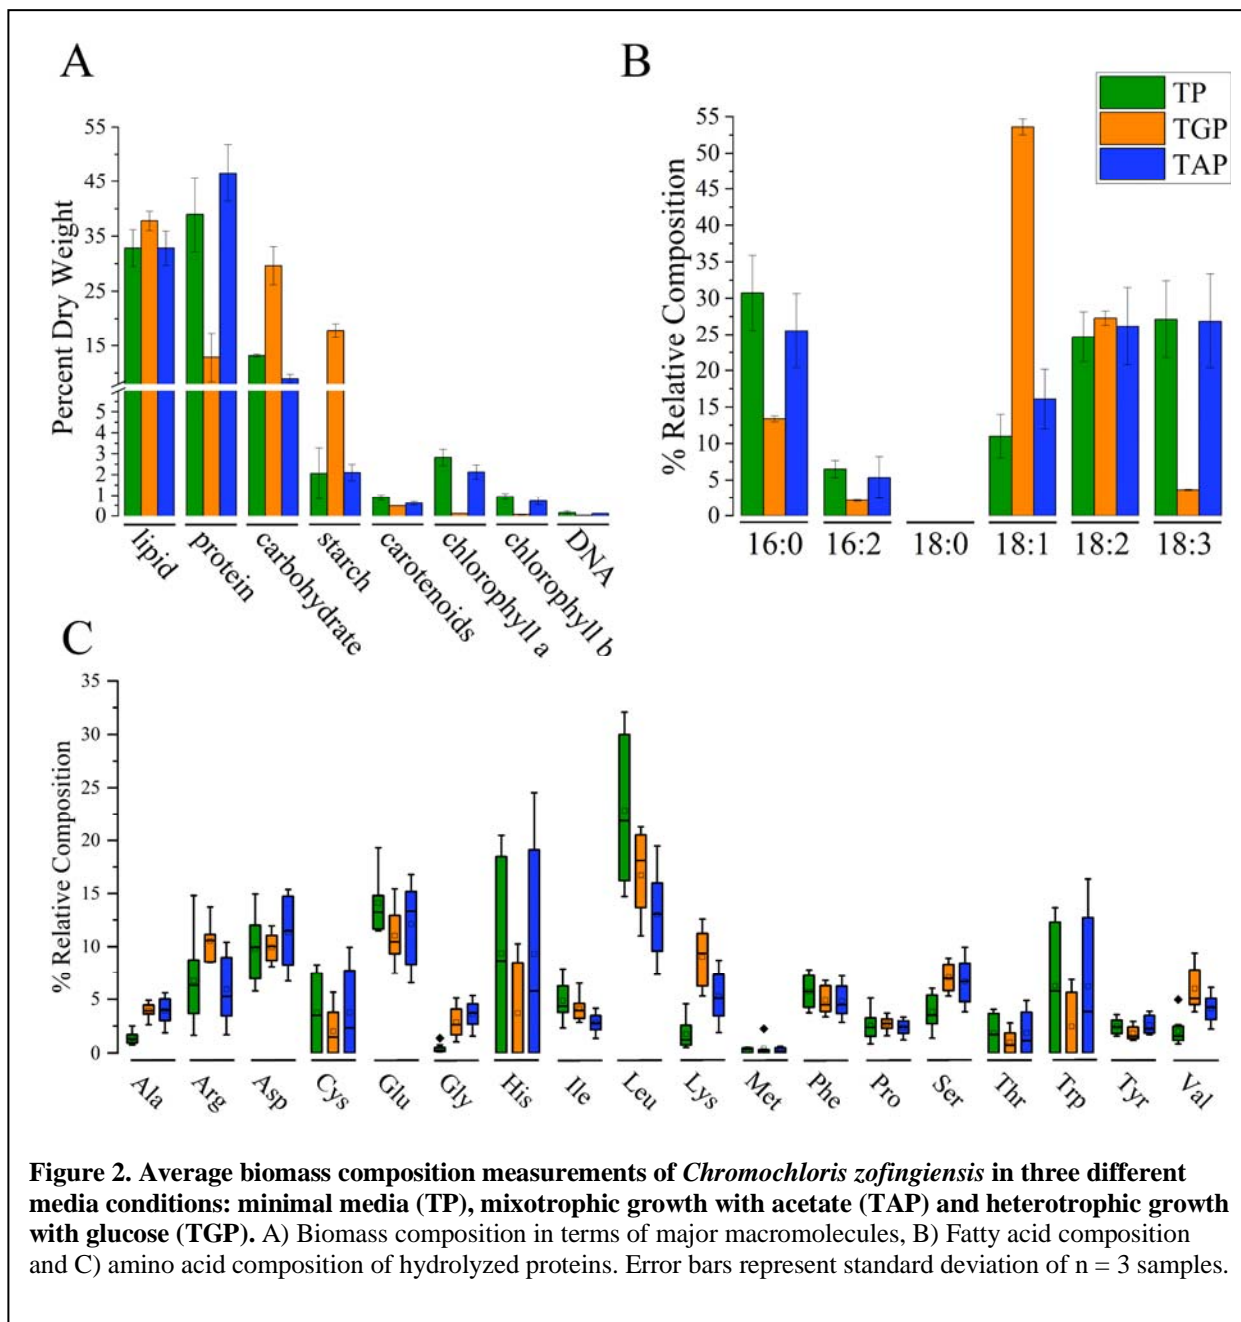 A
Percent Dry Weight
55
45
35
25
15
5
4
3
2
1
0
lipid
protein
carbohydrate
starch
carotenoids
chlorophyll a
chlorophyll b
DNA
B
TP
TGP
TAP
% Relative Composition
55
50
45
40
35
30
25
20
15
10
5
0
16:0 16:2 18:0 18:1 18:2 18:3
C
% Relative Composition
35
30
25
20
15
10
5
0
Ala
Arg
Asp
Cys
Glu
Gly
His
Ile
Leu
Lys
Met
Phe
Pro
Ser
Thr
Trp
Tyr
Val
Figure 2. Average biomass composition measurements of Chromochloris zofingiensis in three different
media conditions: minimal media (TP), mixotrophic growth with acetate (TAP) and heterotrophic growth
with glucose (TGP). A) Biomass composition in terms of major macromolecules, B) Fatty acid composition
and C) amino acid composition of hydrolyzed proteins. Error bars represent standard deviation of n = 3 samples.